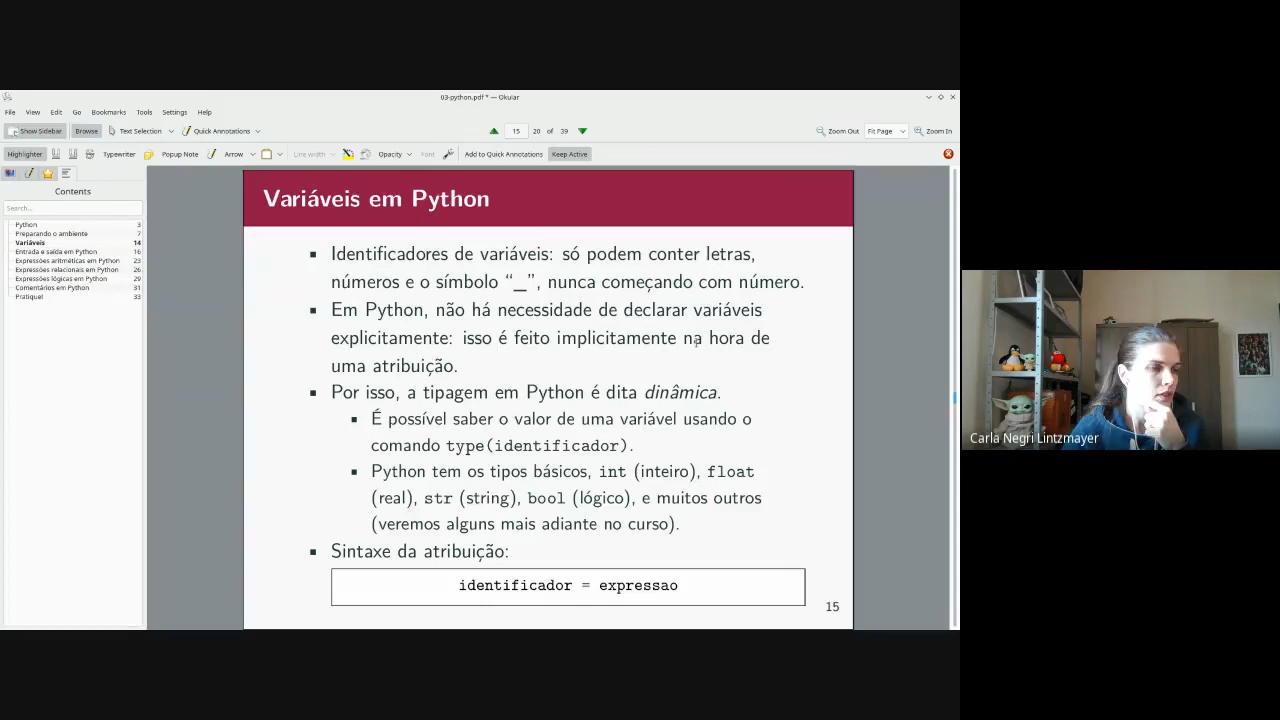 03-python.pdf * — Okular
File View Edit Go Bookmarks Tools Settings Help
Show Sidebar Browse Text Selection Quick Annotations 15 20 of 39 Zoom Out Fit Page Zoom In
Highlighter Typewriter Popup Note Arrow Line width Opacity Font Add to Quick Annotations Keep Active
Contents
Search...
Python 3
Preparando o ambiente 7
Variáveis 14
Entrada e saída em Python 16
Expressões aritméticas em Python 23
Expressões relacionais em Python 26
Expressões lógicas em Python 29
Comentários em Python 31
Pratique! 33
Variáveis em Python
▪ Identificadores de variáveis: só podem conter letras,
números e o símbolo “_”, nunca começando com número.
▪ Em Python, não há necessidade de declarar variáveis
explicitamente: isso é feito implicitamente na hora de
uma atribuição.
▪ Por isso, a tipagem em Python é dita dinâmica.
▪ É possível saber o valor de uma variável usando o
comando type(identificador).
▪ Python tem os tipos básicos, int (inteiro), float
(real), str (string), bool (lógico), e muitos outros
(veremos alguns mais adiante no curso).
▪ Sintaxe da atribuição:
identificador = expressao
15
Carla Negri Lintzmayer